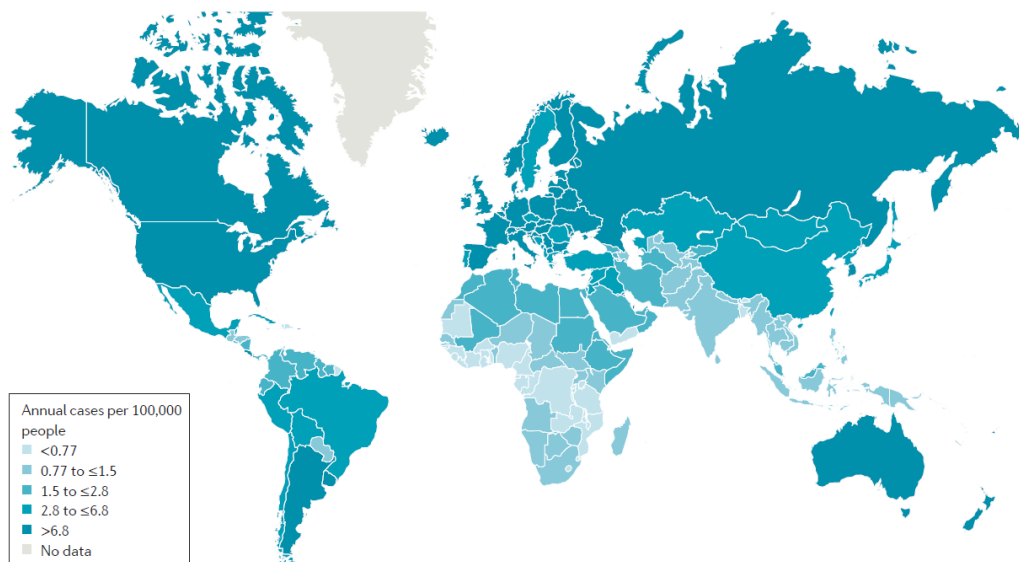 Annual cases per 100,000
people
<0.77
0.77 to ≤1.5
1.5 to ≤2.8
2.8 to ≤6.8
>6.8
No data